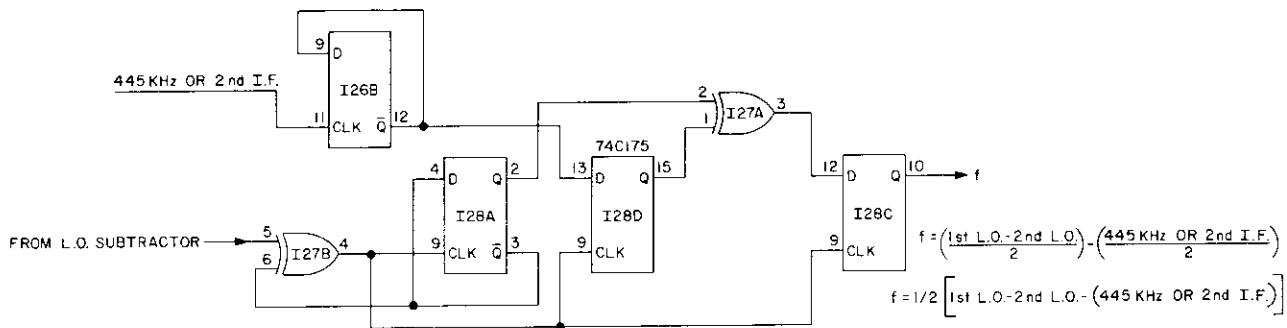 445 KHz OR 2nd I.F.
9
D
I26B
11
CLK
Q̄
12
2
1
I27A
3
74C175
4
D
Q
2
I28A
9
CLK
Q̄
3
13
D
Q
15
I28D
9
CLK
12
D
Q
10
f
I28C
9
CLK
FROM L.O. SUBTRACTOR
5
6
I27B
4
f = (1st L.O.-2nd L.O. / 2) - (445 KHz OR 2nd I.F. / 2)
f = 1/2 [1st L.O.-2nd L.O.-(445 KHz OR 2nd I.F.)]